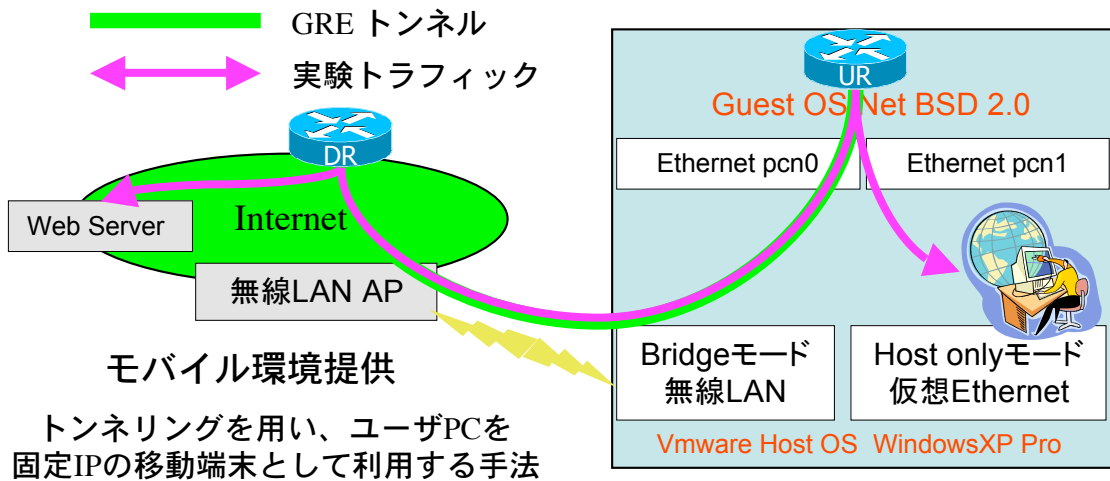 GRE トンネル
実験トラフィック
DR
Internet
Web Server
無線LAN AP
モバイル環境提供
トンネリングを用い、ユーザPCを
固定IPの移動端末として利用する手法
UR
Guest OS Net BSD 2.0
Ethernet pcn0
Ethernet pcn1
Bridgeモード
無線LAN
Host onlyモード
仮想Ethernet
Vmware Host OS WindowsXP Pro